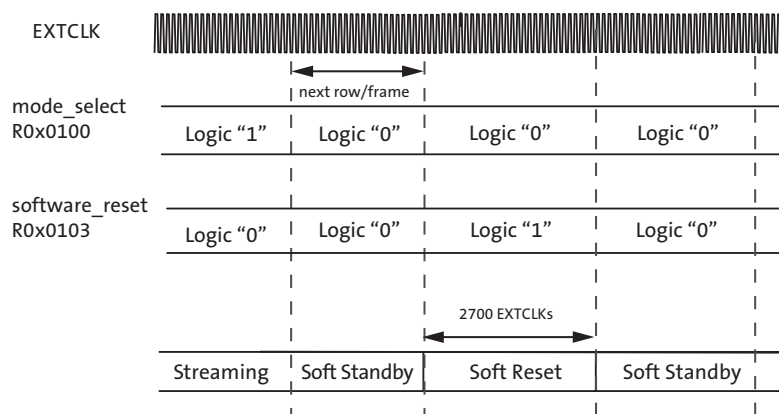 EXTCLK
next row/frame
mode_select
R0x0100
Logic “1” Logic “0” Logic “0” Logic “0”
software_reset
R0x0103
Logic “0” Logic “0” Logic “1” Logic “0”
2700 EXTCLKs
Streaming Soft Standby Soft Reset Soft Standby